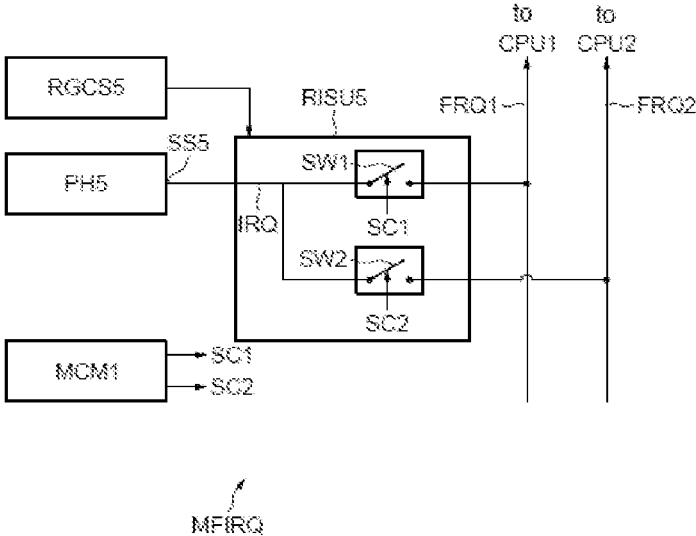 to
CPU1
to
CPU2
RGCS5
RISU5
FRQ1
FRQ2
SS5
SW1
PH5
IRQ
SC1
SW2
SC2
MCM1
SC1
SC2
MFIRQ